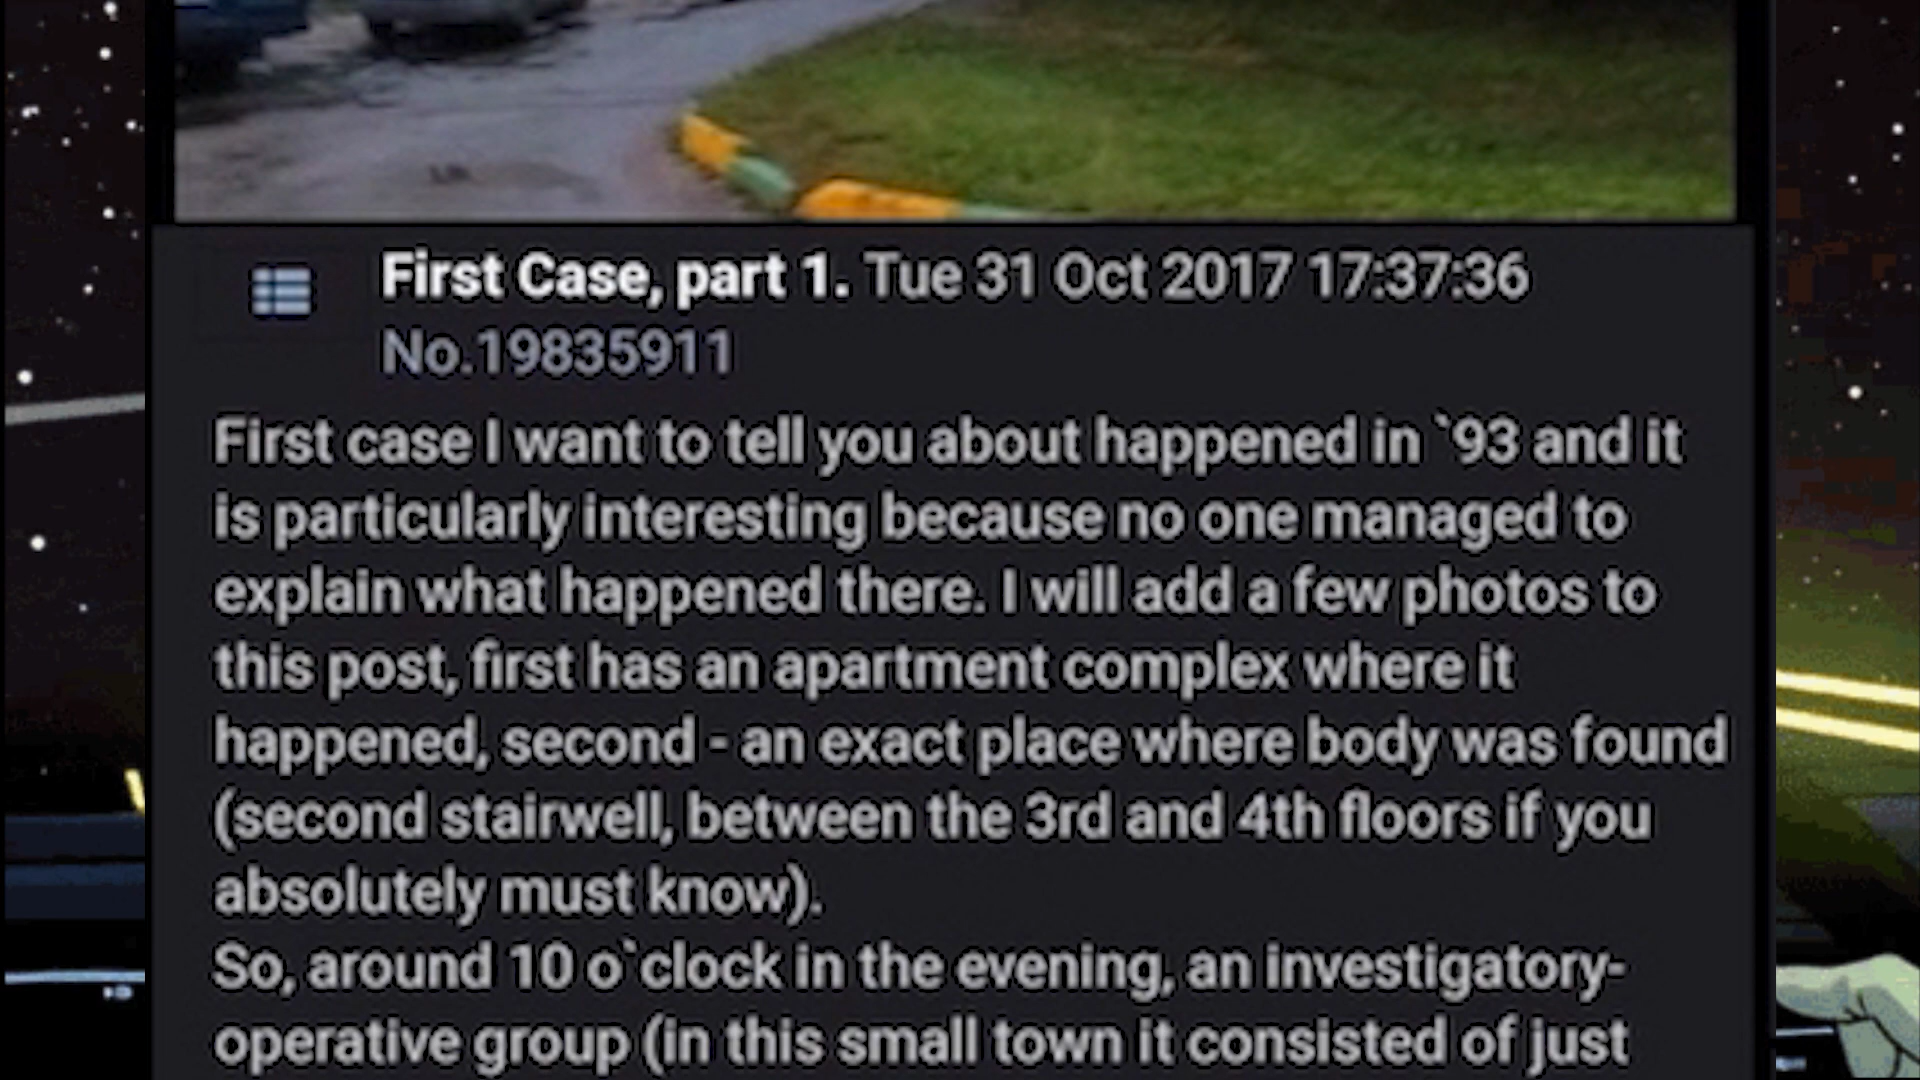 First Case, part 1. Tue 31 Oct 2017 17:37:36
No.19835911
First case I want to tell you about happened in `93 and it
is particularly interesting because no one managed to
explain what happened there. I will add a few photos to
this post, first has an apartment complex where it
happened, second - an exact place where body was found
(second stairwell, between the 3rd and 4th floors if you
absolutely must know).
So, around 10 o`clock in the evening, an investigatory-
operative group (in this small town it consisted of just